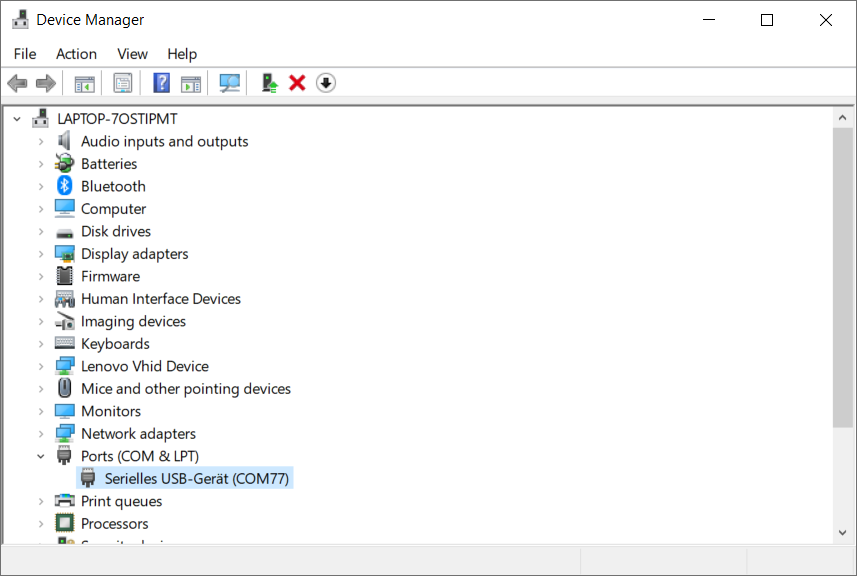 Device Manager
File Action View Help
LAPTOP-7OSTIPMT
Audio inputs and outputs
Batteries
Bluetooth
Computer
Disk drives
Display adapters
Firmware
Human Interface Devices
Imaging devices
Keyboards
Lenovo Vhid Device
Mice and other pointing devices
Monitors
Network adapters
Ports (COM & LPT)
Serielles USB-Gerät (COM77)
Print queues
Processors